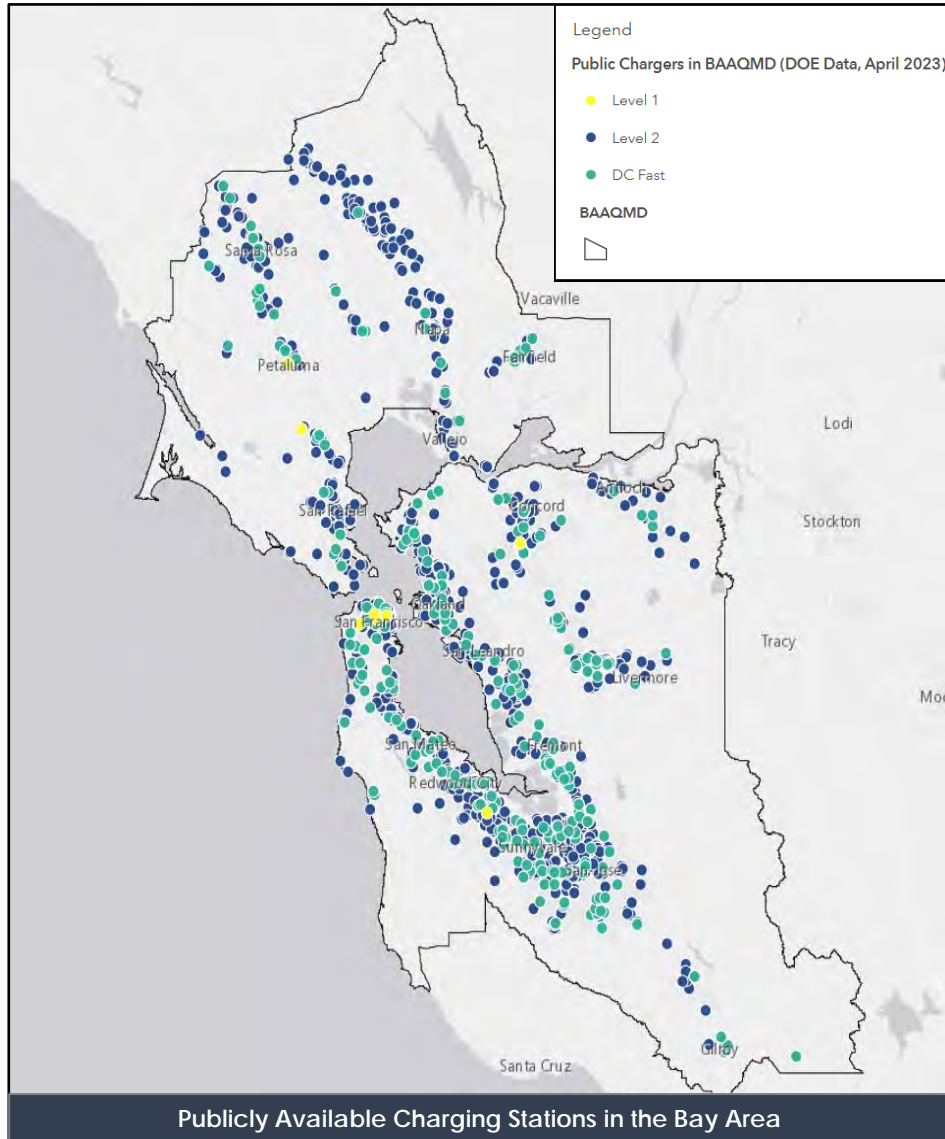 Legend
Public Chargers in BAAQMD (DOE Data, April 2023)
Level 1
Level 2
DC Fast
BAAQMD
Santa Rosa
Vacaville
Napa
Fairfield
Petaluma
Lodi
Vallejo
Antioch
San Rafael
Concord
Stockton
Oakland
San Francisco
San Leandro
Tracy
Livermore
Mo
San Mateo
Fremont
Redwood City
Sunnyvale
San Jose
Gilroy
Santa Cruz
Publicly Available Charging Stations in the Bay Area